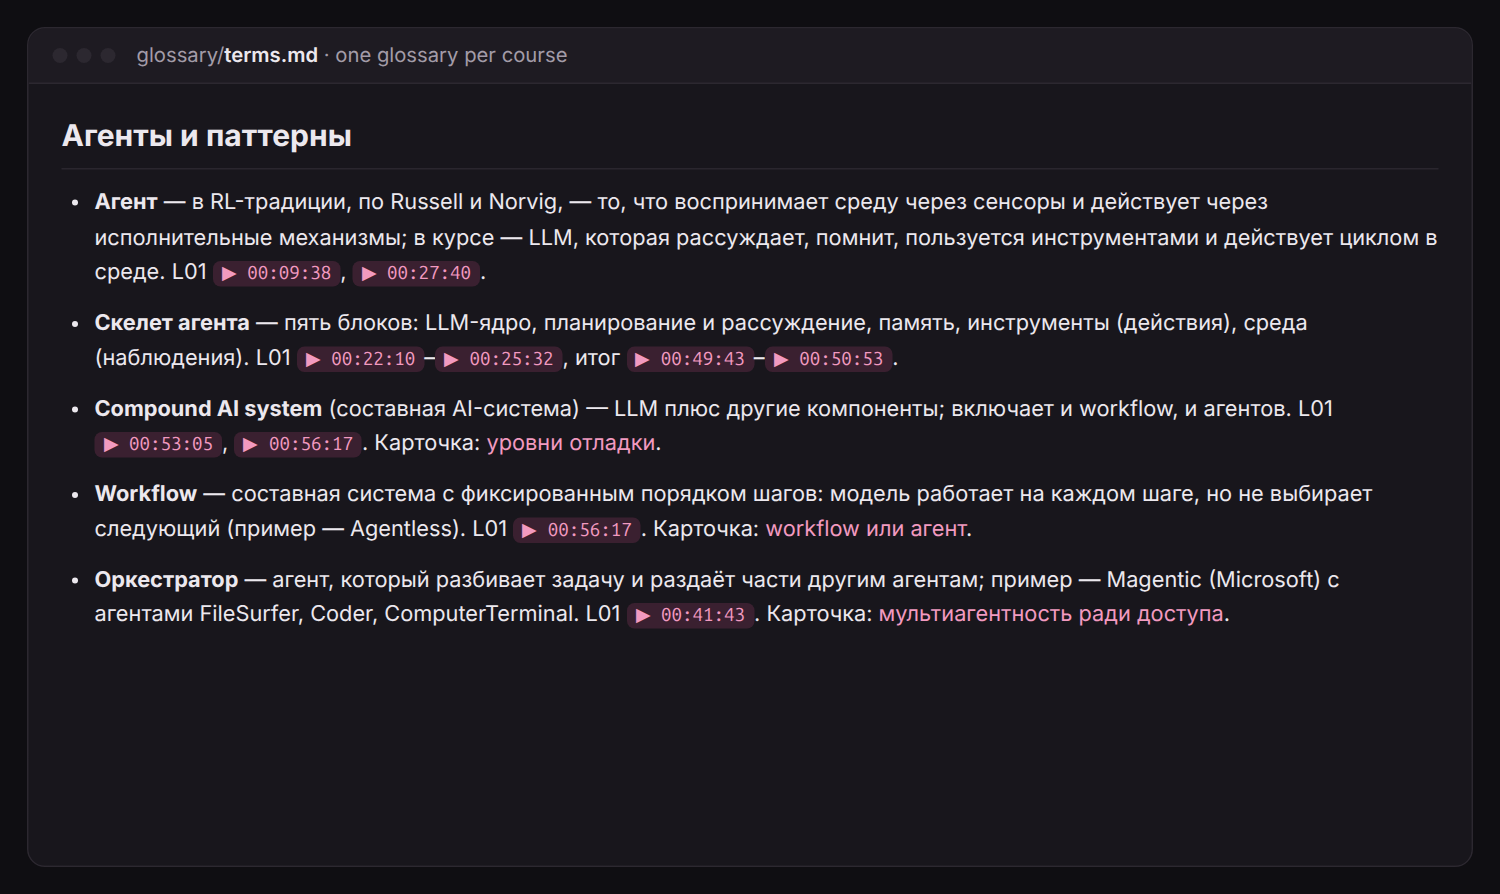 glossary/terms.md · one glossary per course
Агенты и паттерны
• Агент — в RL-традиции, по Russell и Norvig, — то, что воспринимает среду через сенсоры и действует через
исполнительные механизмы; в курсе — LLM, которая рассуждает, помнит, пользуется инструментами и действует циклом в
среде. L01 ▶ 00:09:38, ▶ 00:27:40.
• Скелет агента — пять блоков: LLM-ядро, планирование и рассуждение, память, инструменты (действия), среда
(наблюдения). L01 ▶ 00:22:10–▶ 00:25:32, итог ▶ 00:49:43–▶ 00:50:53.
• Compound AI system (составная AI-система) — LLM плюс другие компоненты; включает и workflow, и агентов. L01
▶ 00:53:05, ▶ 00:56:17. Карточка: уровни отладки.
• Workflow — составная система с фиксированным порядком шагов: модель работает на каждом шаге, но не выбирает
следующий (пример — Agentless). L01 ▶ 00:56:17. Карточка: workflow или агент.
• Оркестратор — агент, который разбивает задачу и раздаёт части другим агентам; пример — Magentic (Microsoft) с
агентами FileSurfer, Coder, ComputerTerminal. L01 ▶ 00:41:43. Карточка: мультиагентность ради доступа.